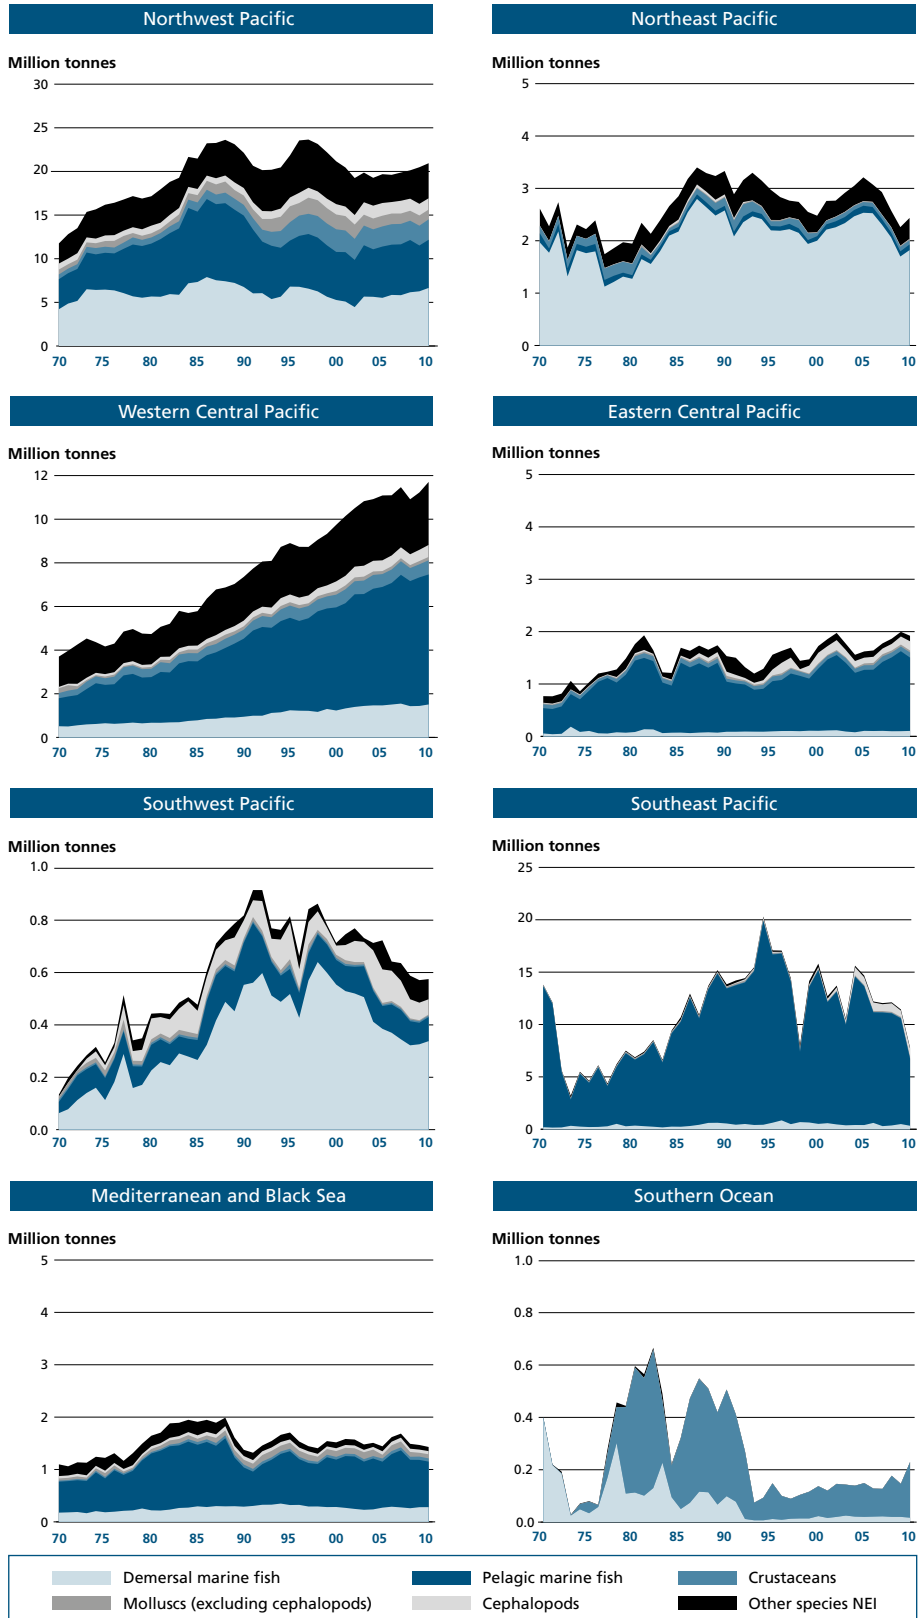 Northwest Pacific
Million tonnes
30
25
20
15
10
5
0
70 75 80 85 90 95 00 05 10
Northeast Pacific
Million tonnes
5
4
3
2
1
0
70 75 80 85 90 95 00 05 10
Western Central Pacific
Million tonnes
12
10
8
6
4
2
0
70 75 80 85 90 95 00 05 10
Eastern Central Pacific
Million tonnes
5
4
3
2
1
0
70 75 80 85 90 95 00 05 10
Southwest Pacific
Million tonnes
1.0
0.8
0.6
0.4
0.2
0.0
70 75 80 85 90 95 00 05 10
Southeast Pacific
Million tonnes
25
20
15
10
5
0
70 75 80 85 90 95 00 05 10
Mediterranean and Black Sea
Million tonnes
5
4
3
2
1
0
70 75 80 85 90 95 00 05 10
Southern Ocean
Million tonnes
1.0
0.8
0.6
0.4
0.2
0.0
70 75 80 85 90 95 00 05 10
Demersal marine fish Pelagic marine fish Crustaceans
Molluscs (excluding cephalopods) Cephalopods Other species NEI